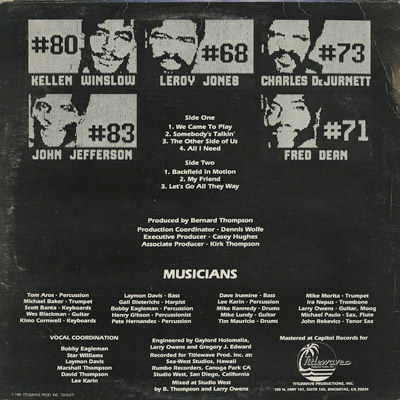 #80
#68
#73
KELLEN WINSLOW
LEROY JONES
CHARLES DeJURNETT
#83
#71
JOHN JEFFERSON
FRED DEAN
Side One
1. We Came To Play
2. Somebody's Talkin'
3. The Other Side of Us
4. All I Need
Side Two
1. Backfield in Motion
2. My Friend
3. Let's Go All They Way
Produced by Bernard Thompson
Production Coordinator - Dennis Wolfe
Executive Producer - Casey Hughes
Associate Producer - Kirk Thompson
MUSICIANS
Tom Aros - Percussion
Michael Baker - Trumpet
Scott Banta - Keyboards
Wes Blackman - Guitar
Kimo Cornwell - Keyboards
Laymon Davis - Bass
Gail Dieterichs - Harpist
Bobby Eagleman - Percussion
Henry Gibson - Percussionist
Pete Hernandez - Percussion
Dave Inamine - Bass
Lee Karin - Percussion
Mike Kennedy - Drums
Mike Lundy - Guitar
Tim Mauricio - Drums
Mike Morita - Trumpet
Ira Nepus - Trombone
Larry Owens - Guitar, Moog
Michael Paulo - Sax, Flute
John Rekevics - Tenor Sax
VOCAL COORDINATION
Bobby Eagleman
Star Williams
Laymon Davis
Marshall Thompson
David Thompson
Lee Karin
Engineered by Gaylord Holomalia,
Larry Owens and Gregory J. Edward
Recorded for Titlewave Prod. Inc. at:
Sea-West Studios, Hawaii
Rumbo Recorders, Canoga Park CA
Studio West, San Diego, California
Mixed at Studio West
by B. Thompson and Larry Owens
Mastered at Capitol Records for
Titlewave
TITLEWAVE PRODUCTIONS, INC.